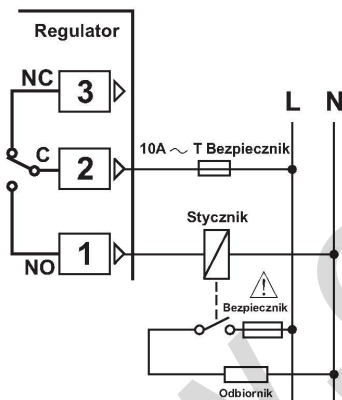 Regulator
NC
3
L N
C
2
10A ~ T Bezpiecznik
Stycznik
1
NO
Bezpiecznik
Odbiornik